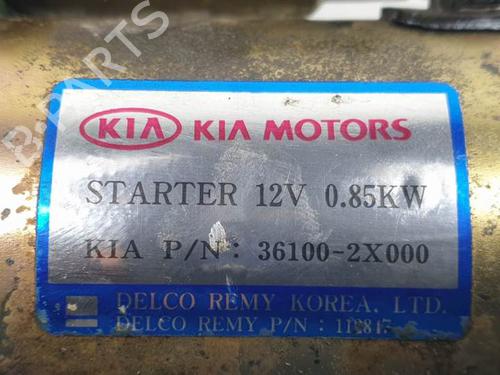 KIA KIA MOTORS
STARTER 12V 0.85KW
KIA P/N: 36100-2X000
DELCO REMY KOREA, LTD.
DELCO REMY P/N :
B-PARTS